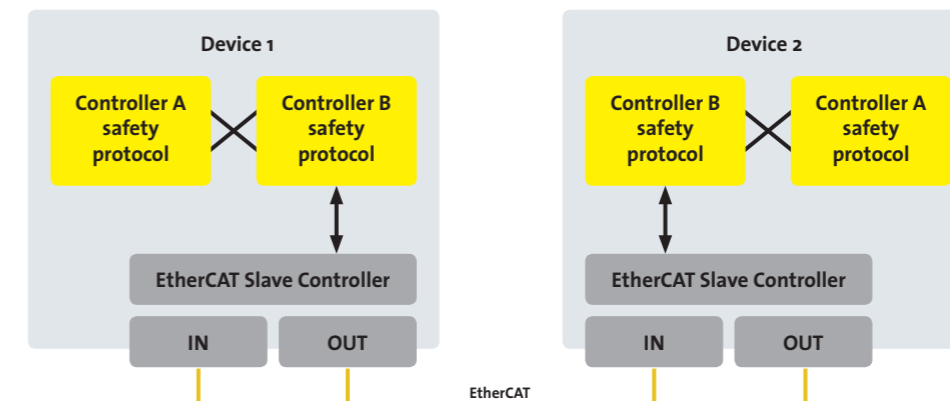 Device 1
Controller A
safety
protocol
Controller B
safety
protocol
EtherCAT Slave Controller
IN
OUT
Device 2
Controller B
safety
protocol
Controller A
safety
protocol
EtherCAT Slave Controller
IN
OUT
EtherCAT